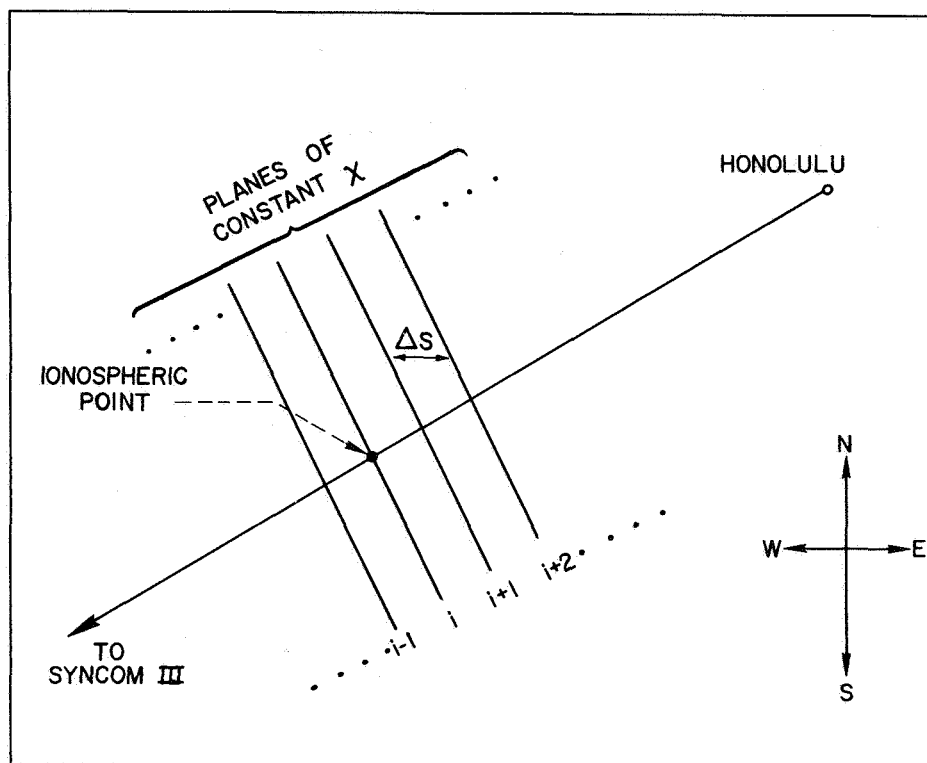 PLANES OF
CONSTANT X
HONOLULU
ΔS
IONOSPHERIC
POINT
N
W
E
S
i-1
i
i+1
i+2
TO
SYNCOM III